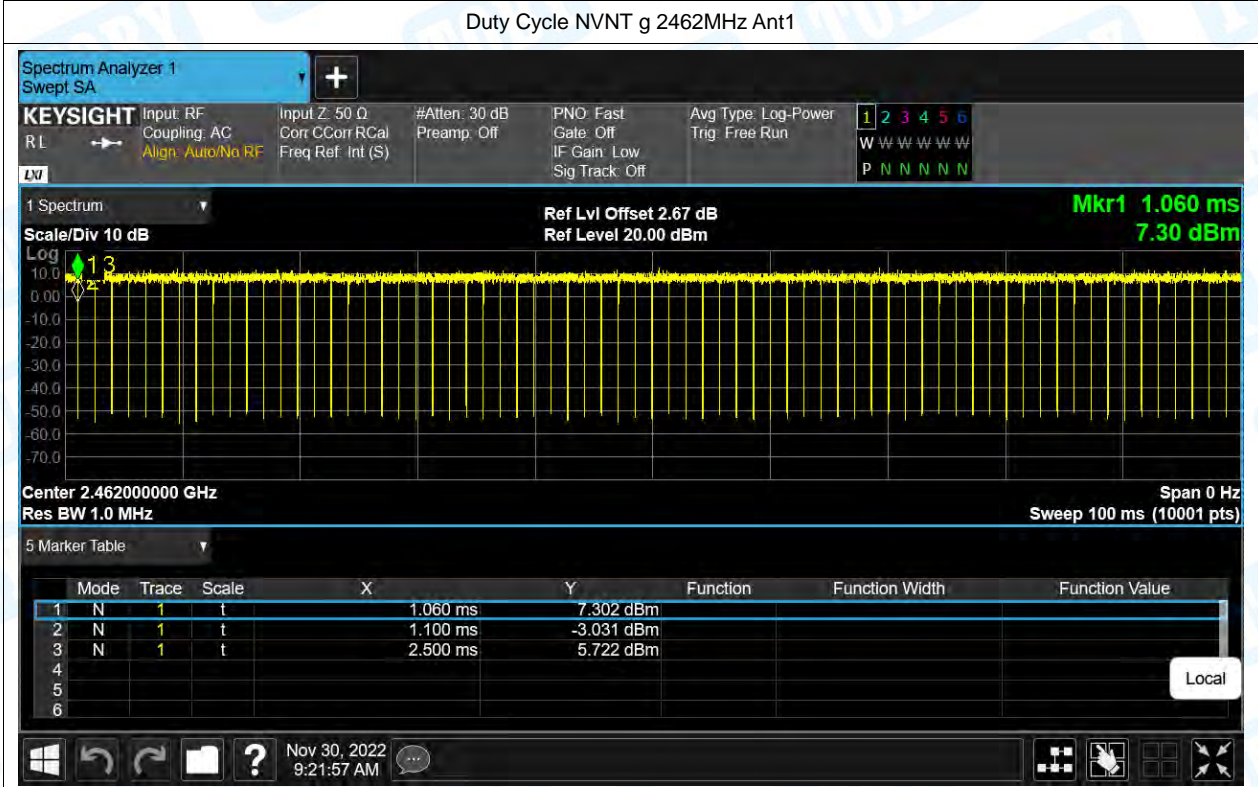 Duty Cycle NVNT g 2462MHz Ant1
Spectrum Analyzer 1
Swept SA
+
KEYSIGHT
RL
LXI
Input: RF
Coupling: AC
Align: Auto/No RF
Input Z: 50 Ω
Corr CCorr RCal
Freq Ref: Int (S)
#Atten: 30 dB
Preamp: Off
PNO: Fast
Gate: Off
IF Gain: Low
Sig Track: Off
Avg Type: Log-Power
Trig: Free Run
1 2 3 4 5 6
W W W W W W
P N N N N N
1 Spectrum
Scale/Div 10 dB
Ref Lvl Offset 2.67 dB
Ref Level 20.00 dBm
Mkr1 1.060 ms
7.30 dBm
Log
10.0
0.00
-10.0
-20.0
-30.0
-40.0
-50.0
-60.0
-70.0
1 3
2
Center 2.462000000 GHz
Res BW 1.0 MHz
Span 0 Hz
Sweep 100 ms (10001 pts)
5 Marker Table
Mode Trace Scale X Y Function Function Width Function Value
1 N 1 t 1.060 ms 7.302 dBm
2 N 1 t 1.100 ms -3.031 dBm
3 N 1 t 2.500 ms 5.722 dBm
4
5
6
Local
?
Nov 30, 2022
9:21:57 AM